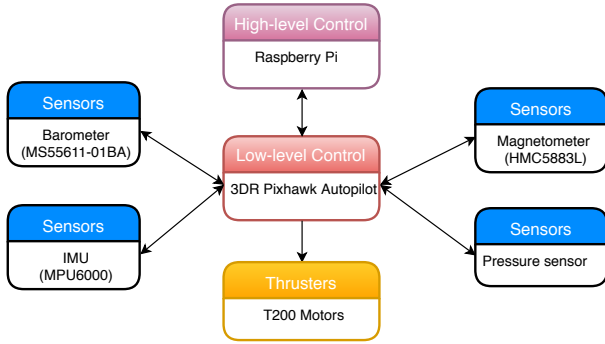 High-level Control
Raspberry Pi
Sensors
Barometer
(MS55611-01BA)
Low-level Control
3DR Pixhawk Autopilot
Sensors
Magnetometer
(HMC5883L)
Sensors
IMU
(MPU6000)
Sensors
Pressure sensor
Thrusters
T200 Motors